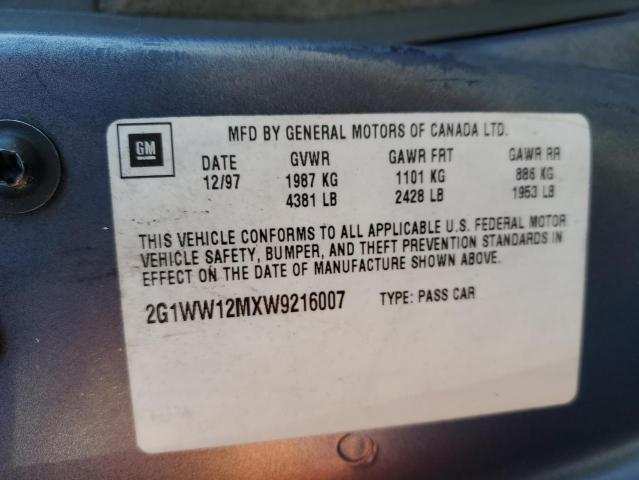 GM
MFD BY GENERAL MOTORS OF CANADA LTD.
DATE GVWR GAWR FRT GAWR RR
12/97 1987 KG 1101 KG 886 KG
4381 LB 2428 LB 1953 LB
THIS VEHICLE CONFORMS TO ALL APPLICABLE U.S. FEDERAL MOTOR
VEHICLE SAFETY, BUMPER, AND THEFT PREVENTION STANDARDS IN
EFFECT ON THE DATE OF MANUFACTURE SHOWN ABOVE.
2G1WW12MXW9216007 TYPE: PASS CAR